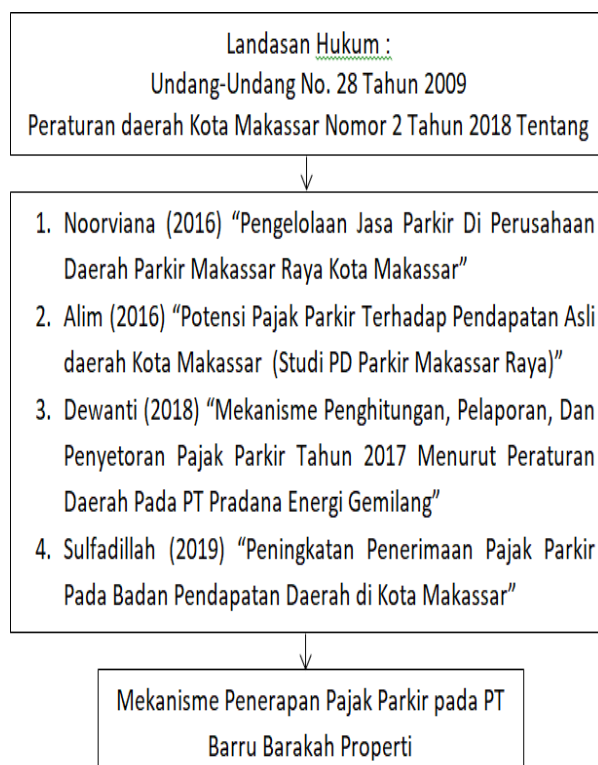 Landasan Hukum :
Undang-Undang No. 28 Tahun 2009
Peraturan daerah Kota Makassar Nomor 2 Tahun 2018 Tentang
1. Noorviana (2016) “Pengelolaan Jasa Parkir Di Perusahaan
Daerah Parkir Makassar Raya Kota Makassar”
2. Alim (2016) “Potensi Pajak Parkir Terhadap Pendapatan Asli
daerah Kota Makassar (Studi PD Parkir Makassar Raya)”
3. Dewanti (2018) “Mekanisme Penghitungan, Pelaporan, Dan
Penyetoran Pajak Parkir Tahun 2017 Menurut Peraturan
Daerah Pada PT Pradana Energi Gemilang”
4. Sulfadillah (2019) “Peningkatan Penerimaan Pajak Parkir
Pada Badan Pendapatan Daerah di Kota Makassar”
Mekanisme Penerapan Pajak Parkir pada PT
Barru Barakah Properti